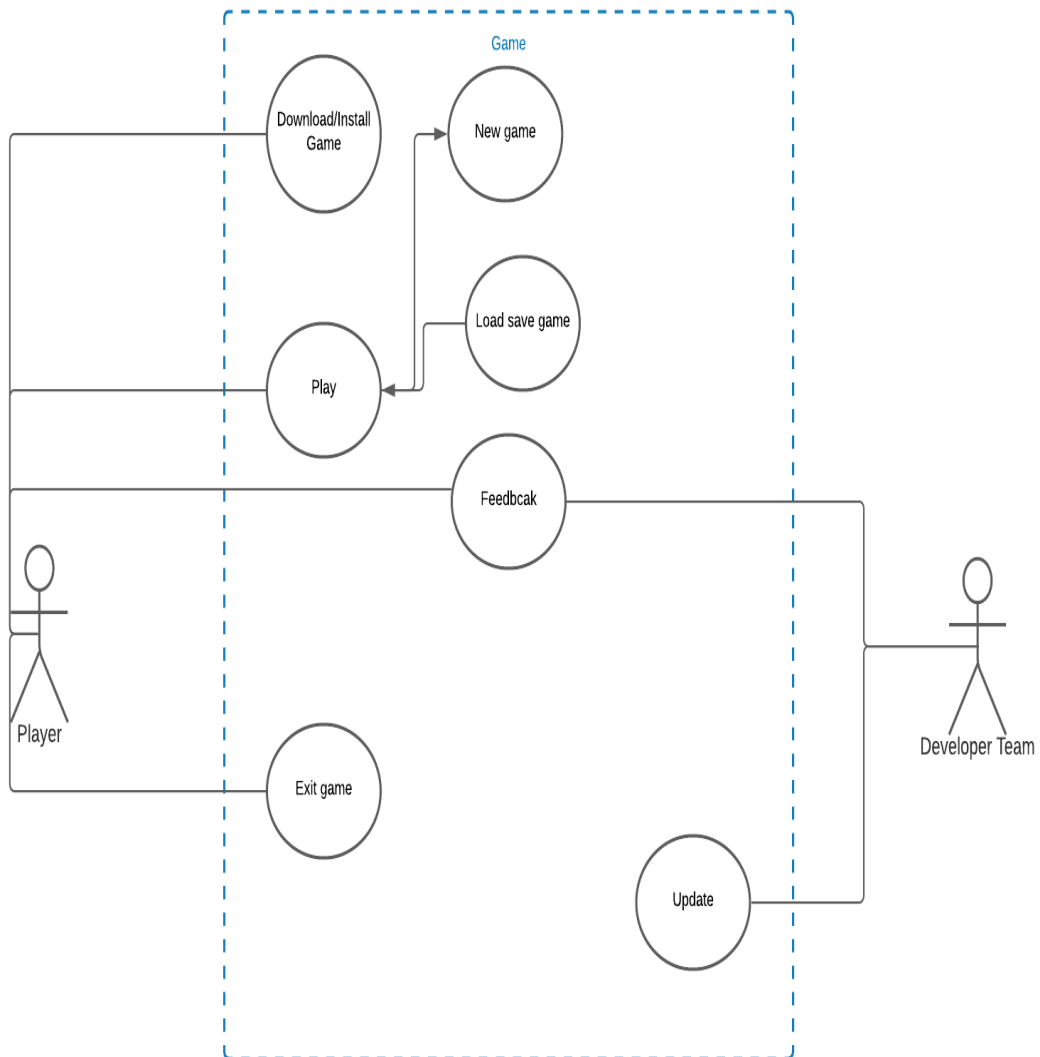 Game
Download/Install
Game
New game
Load save game
Play
Feedbcak
Player
Developer Team
Exit game
Update